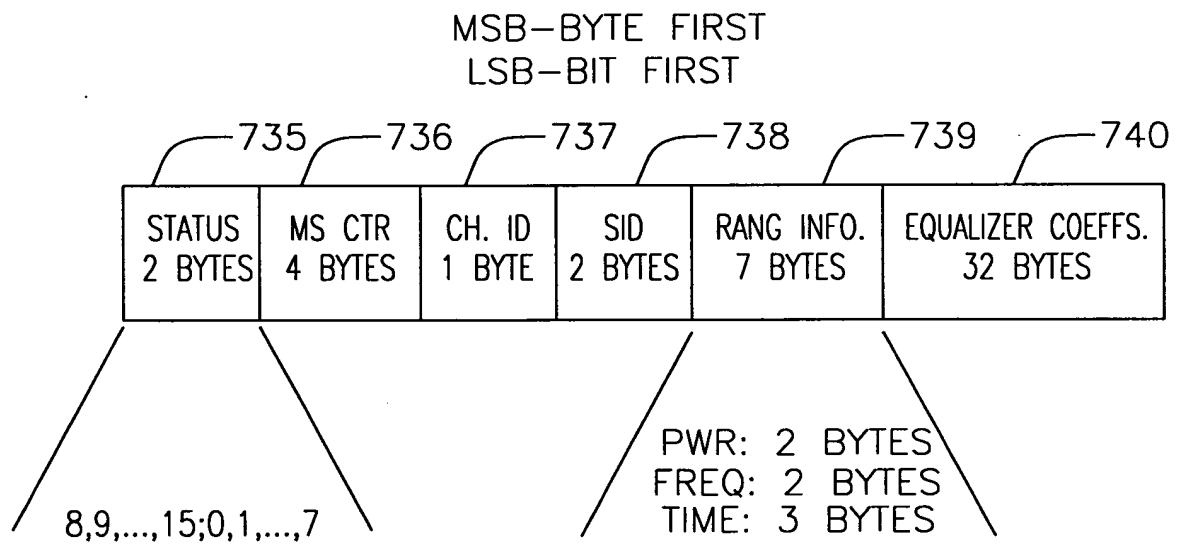 MSB-BYTE FIRST
LSB-BIT FIRST
735 736 737 738 739 740
STATUS
2 BYTES
MS CTR
4 BYTES
CH. ID
1 BYTE
SID
2 BYTES
RANG INFO.
7 BYTES
EQUALIZER COEFFS.
32 BYTES
8,9,...,15;0,1,...,7
PWR: 2 BYTES
FREQ: 2 BYTES
TIME: 3 BYTES